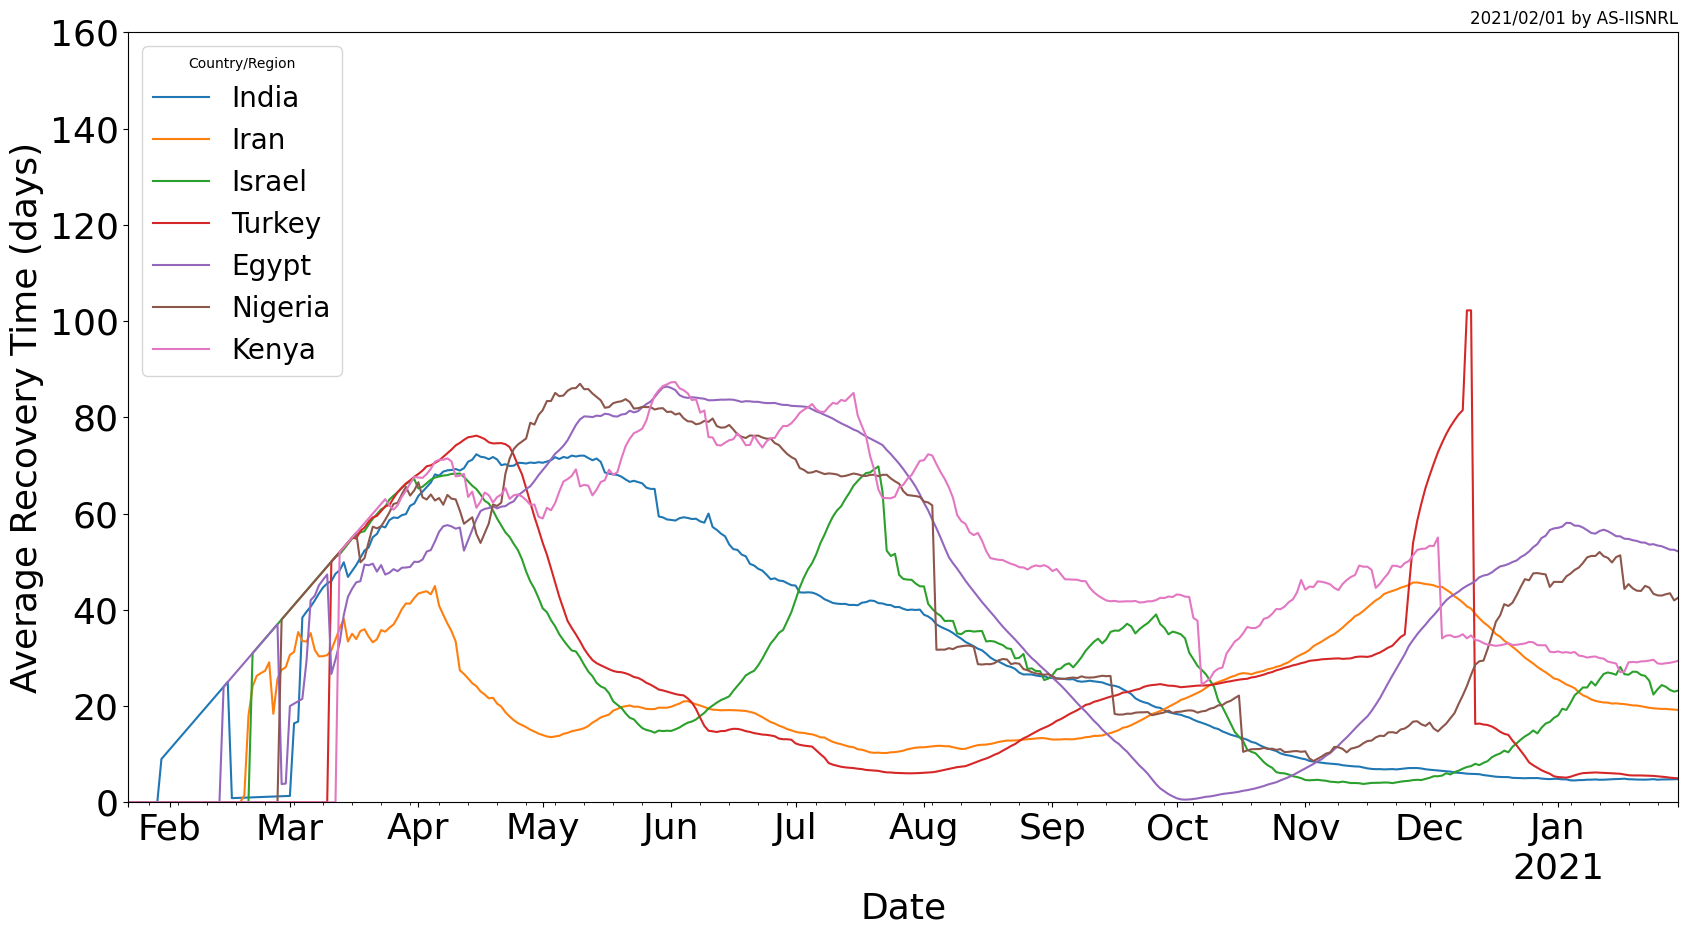 2021/02/01 by AS-IISNRL
160
140
120
100
80
60
40
20
0
Average Recovery Time (days)
Country/Region
India
Iran
Israel
Turkey
Egypt
Nigeria
Kenya
Feb Mar Apr May Jun Jul Aug Sep Oct Nov Dec Jan
2021
Date